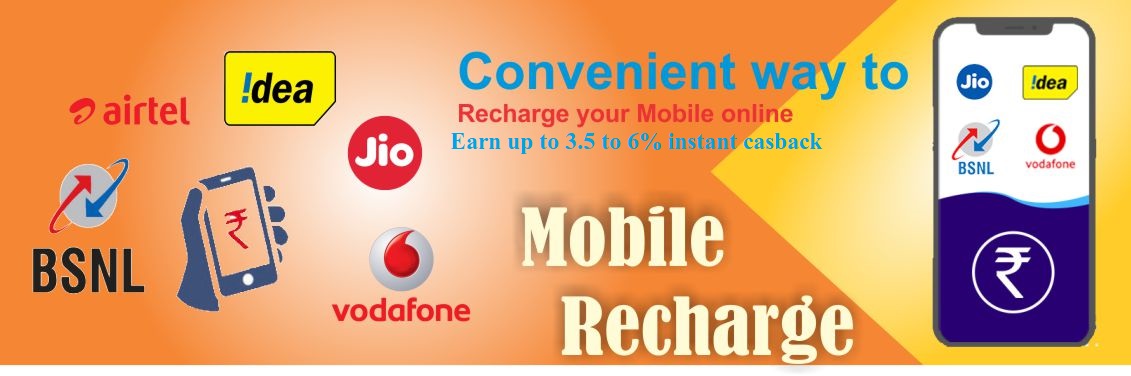 airtel
!dea
Jio
BSNL
₹
vodafone
Convenient way to
Recharge your Mobile online
Earn up to 3.5 to 6% instant casback
Mobile
Recharge
Jio
!dea
BSNL
vodafone
₹